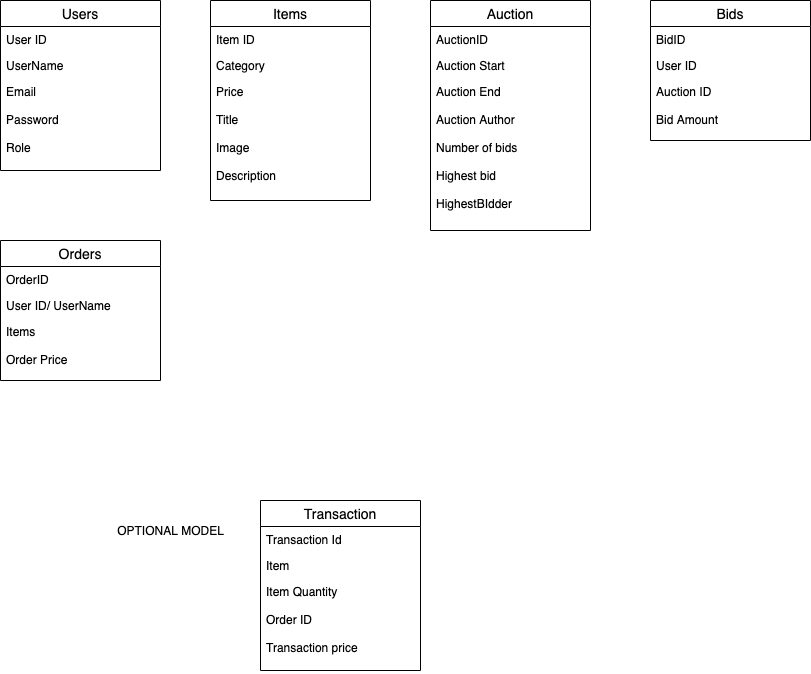 Users
User ID
UserName
Email
Password
Role
Items
Item ID
Category
Price
Title
Image
Description
Auction
AuctionID
Auction Start
Auction End
Auction Author
Number of bids
Highest bid
HighestBIdder
Bids
BidID
User ID
Auction ID
Bid Amount
Orders
OrderID
User ID/ UserName
Items
Order Price
OPTIONAL MODEL
Transaction
Transaction Id
Item
Item Quantity
Order ID
Transaction price